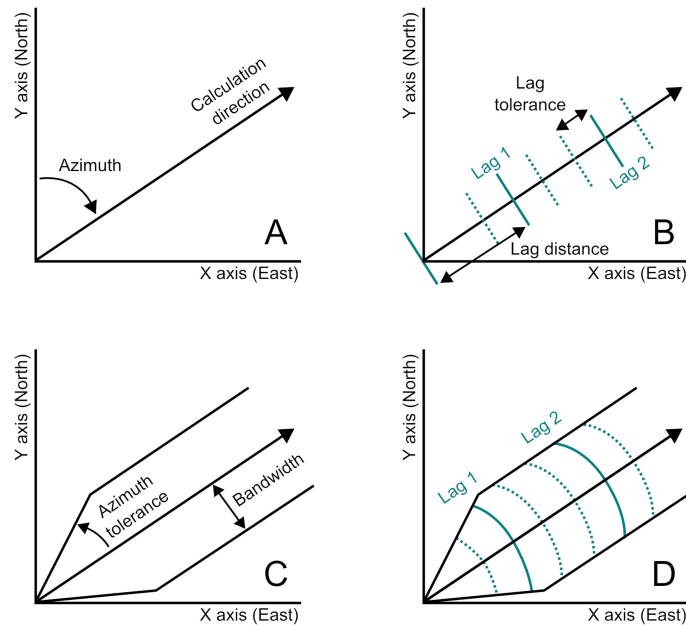 Y axis (North)
Calculation
direction
Azimuth
A
X axis (East)
Y axis (North)
Lag
tolerance
Lag 1
Lag 2
B
Lag distance
X axis (East)
Y axis (North)
Azimuth
tolerance
Bandwidth
C
X axis (East)
Y axis (North)
Lag 2
Lag 1
D
X axis (East)